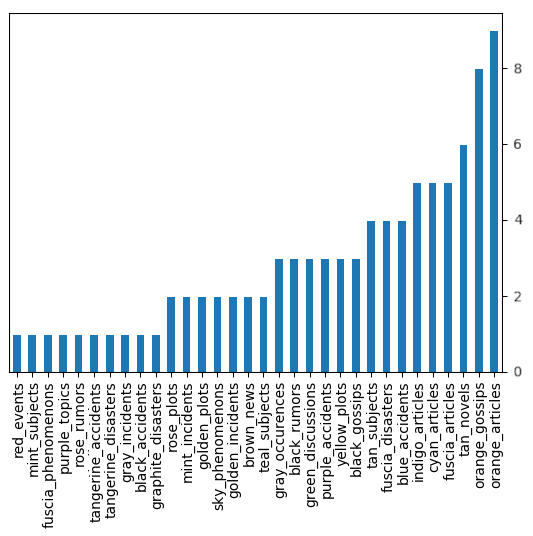 8
6
4
2
0
red_events
mint_subjects
fuscia_phenomenons
purple_topics
rose_rumors
tangerine_accidents
tangerine_disasters
gray_incidents
black_accidents
graphite_disasters
rose_plots
mint_incidents
golden_plots
sky_phenomenons
golden_incidents
brown_news
teal_subjects
gray_occurences
black_rumors
green_discussions
purple_accidents
yellow_plots
black_gossips
tan_subjects
fuscia_disasters
blue_accidents
indigo_articles
cyan_articles
fuscia_articles
tan_novels
orange_gossips
orange_articles